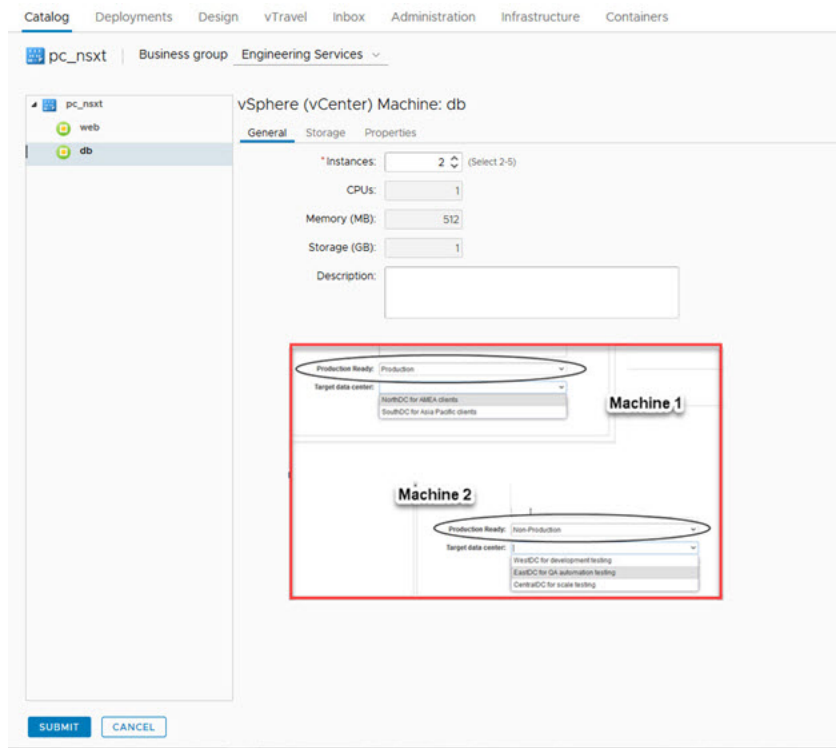 Catalog Deployments Design vTravel Inbox Administration Infrastructure Containers
pc_nsxt Business group Engineering Services
pc_nsxt
web
db
vSphere (vCenter) Machine: db
General Storage Properties
*Instances: 2 (Select 2-5)
CPUs: 1
Memory (MB): 512
Storage (GB): 1
Description:
Production Ready: Production
Target data center:
NorthDC for AMEA clients
SouthDC for Asia Pacific clients
Machine 1
Machine 2
Production Ready: Non-Production
Target data center:
WestDC for development testing
EastDC for QA automation testing
CentralDC for scale testing
SUBMIT CANCEL